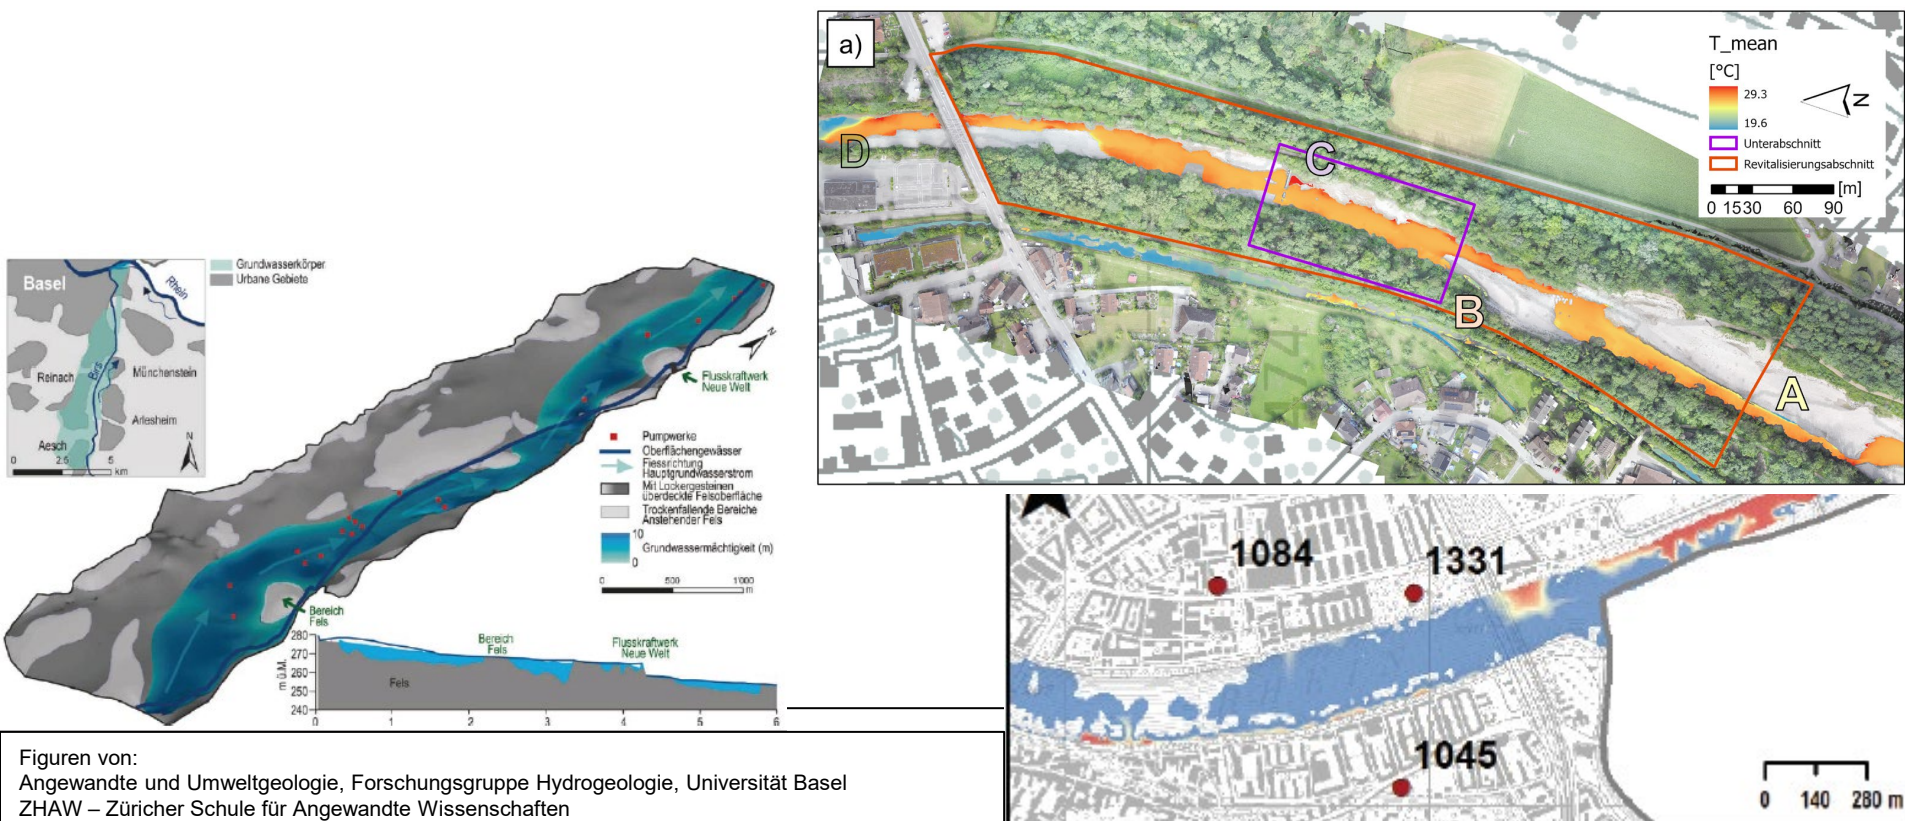 a)
T_mean
[°C]
29.3
19.6
Unterabschnitt
Revitalisierungsabschnitt
[m]
0 15 30 60 90
N
A
B
C
D
474
Grundwasserkörper
Urbane Gebiete
Basel
Rhein
Birs
Reinach
Münchenstein
Arlesheim
Aesch
N
0 2.5 5
km
N
Flusskraftwerk
Neue Welt
Pumpwerke
Oberflächengewässer
Fiessrichtung
Hauptgrundwasserstrom
Mit Lockergesteinen
überdeckte Felsoberfläche
Trockenfallende Bereiche
Anstehender Fels
10
Grundwassermächtigkeit (m)
0
0 500 1'000
m
Bereich
Fels
280
270
260
250
240
m ü.M.
Bereich
Fels
Flusskraftwerk
Neue Welt
Fels
0 1 2 3 4 5 6
1084
1331
1045
0 140 280 m
Figuren von:
Angewandte und Umweltgeologie, Forschungsgruppe Hydrogeologie, Universität Basel
ZHAW – Züricher Schule für Angewandte Wissenschaften